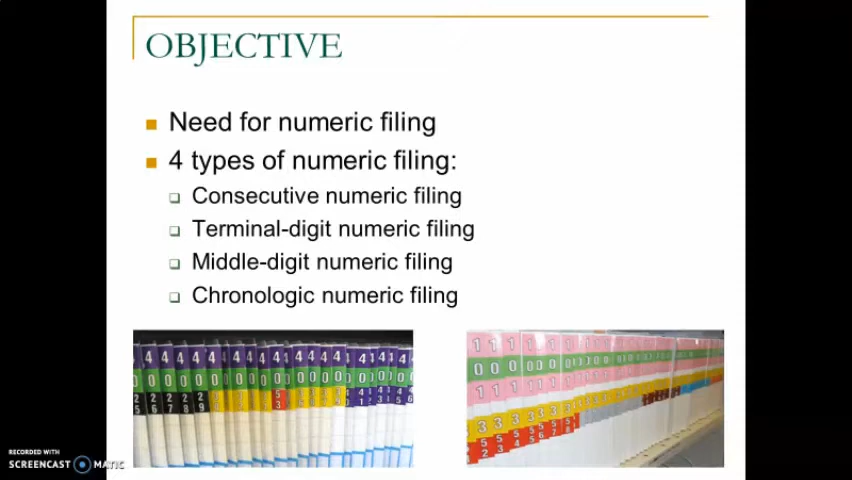 OBJECTIVE
Need for numeric filing
4 types of numeric filing:
Consecutive numeric filing
Terminal-digit numeric filing
Middle-digit numeric filing
Chronologic numeric filing
RECORDED WITH
SCREENCAST MATIC